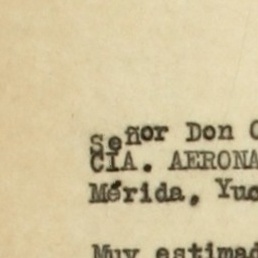 Señor Don
CIA. AERONA
Mérida, Yuc
Muy estimad